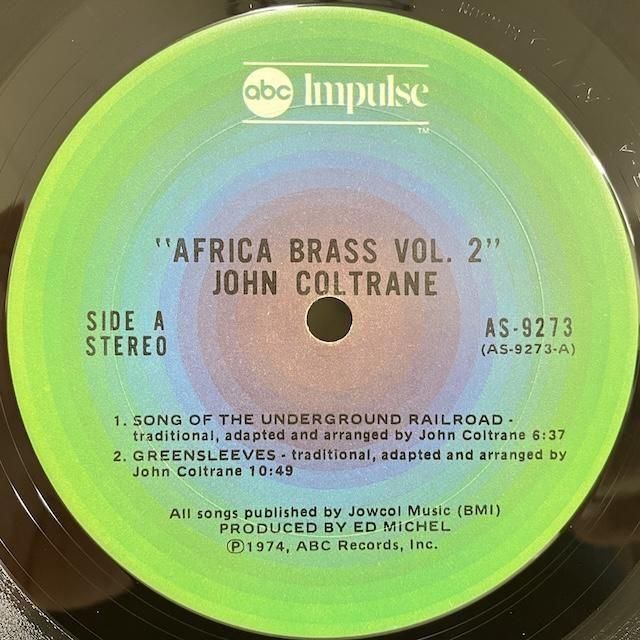 abc Impulse
TM
"AFRICA BRASS VOL. 2"
JOHN COLTRANE
SIDE A
STEREO
AS-9273
(AS-9273-A)
1. SONG OF THE UNDERGROUND RAILROAD -
traditional, adapted and arranged by John Coltrane 6:37
2. GREENSLEEVES - traditional, adapted and arranged by
John Coltrane 10:49
All songs published by Jowcol Music (BMI)
PRODUCED BY ED MiCHEL
Ⓟ1974, ABC Records, Inc.